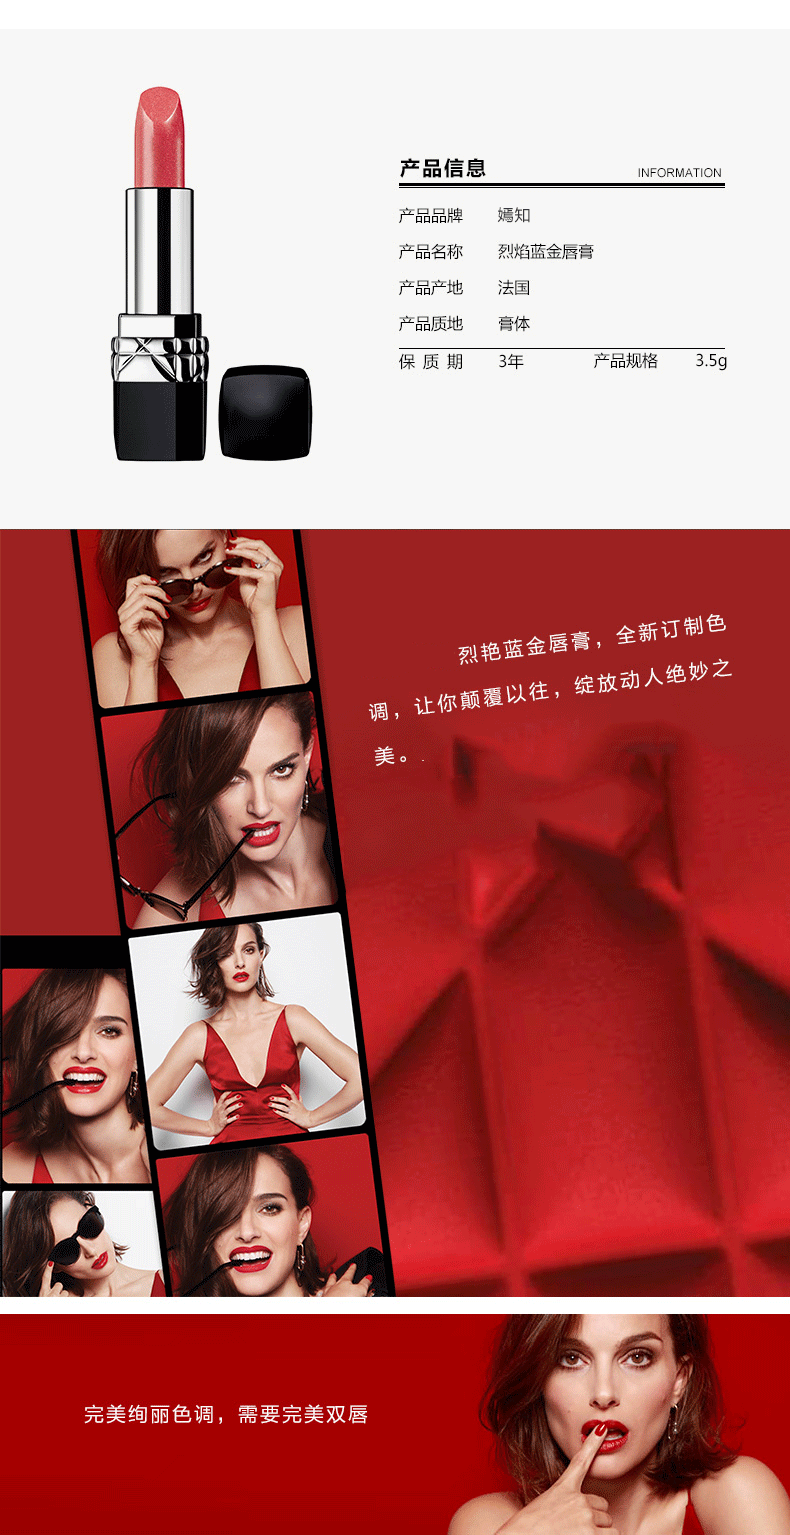 产品信息 INFORMATION
产品品牌 嫣知
产品名称 烈焰蓝金唇膏
产品产地 法国
产品质地 膏体
保质期 3年 产品规格 3.5g
烈艳蓝金唇膏，全新订制色
调，让你颠覆以往，绽放动人绝妙之
美。.
完美绚丽色调，需要完美双唇